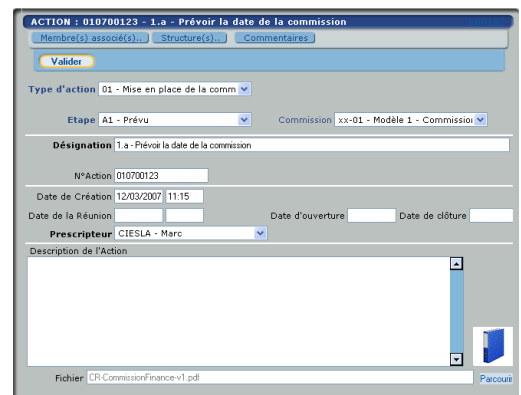 ACTION : 010700123 - 1.a - Prévoir la date de la commission
Membre(s) associé(s).. Structure(s).. Commentaires
Valider
Type d'action 01 - Mise en place de la comm
Etape A1 - Prévu Commission xx-01 - Modèle 1 - Commission
Désignation 1.a - Prévoir la date de la commission
N°Action 010700123
Date de Création 12/03/2007 11:15
Date de la Réunion Date d'ouverture Date de clôture
Prescripteur CIESLA - Marc
Description de l'Action
Fichier CR-CommissionFinance-v1.pdf Parcourir